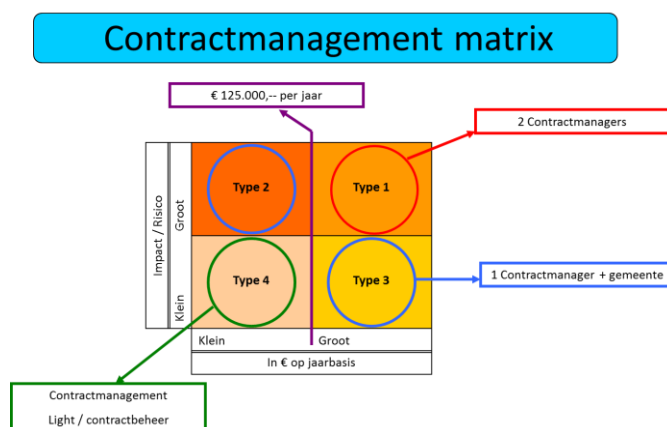 Contractmanagement matrix
€ 125.000,-- per jaar
2 Contractmanagers
Impact / Risico
Groot
Type 2
Type 1
Klein
Type 4
Type 3
1 Contractmanager + gemeente
Klein
Groot
In € op jaarbasis
Contractmanagement
Light / contractbeheer